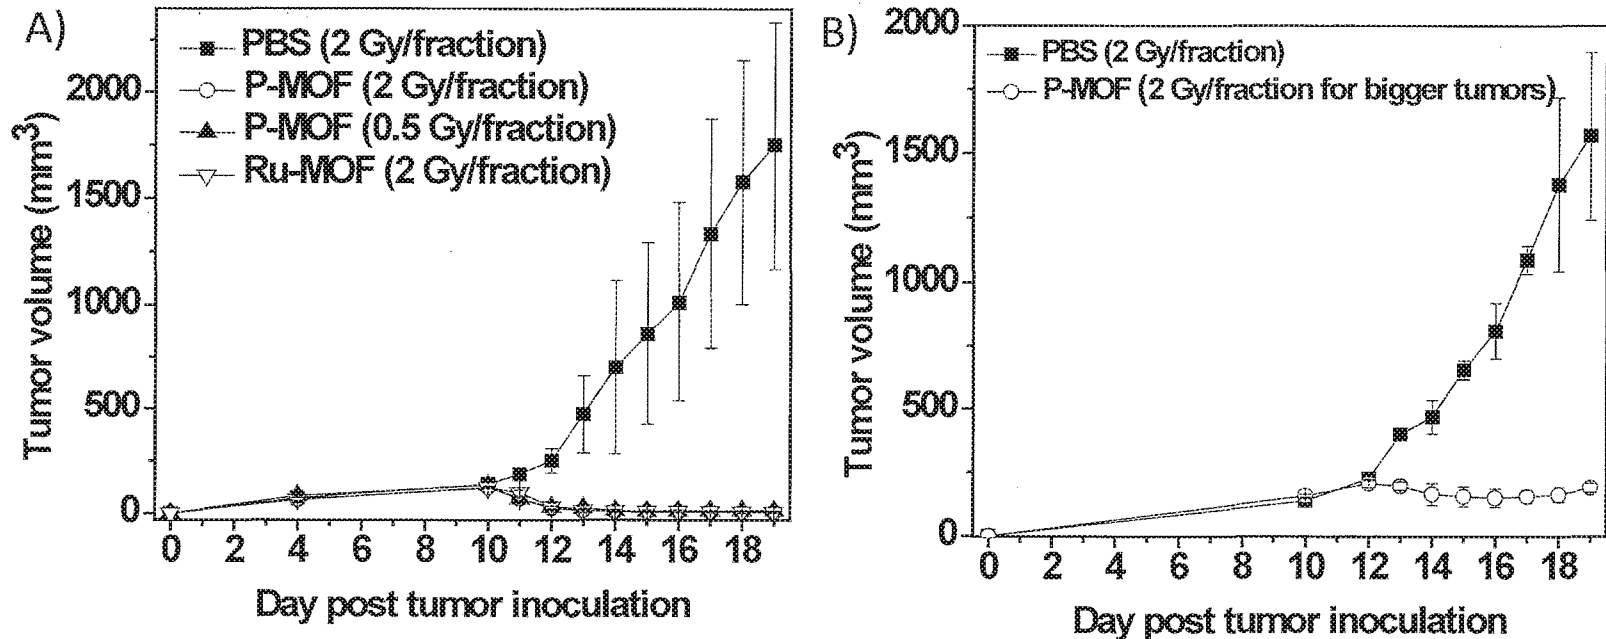 A)
PBS (2 Gy/fraction)
P-MOF (2 Gy/fraction)
P-MOF (0.5 Gy/fraction)
Ru-MOF (2 Gy/fraction)
Tumor volume (mm³)
2000
1500
1000
500
0
0 2 4 6 8 10 12 14 16 18
Day post tumor inoculation
B)
PBS (2 Gy/fraction)
P-MOF (2 Gy/fraction for bigger tumors)
Tumor volume (mm³)
2000
1500
1000
500
0
0 2 4 6 8 10 12 14 16 18
Day post tumor inoculation